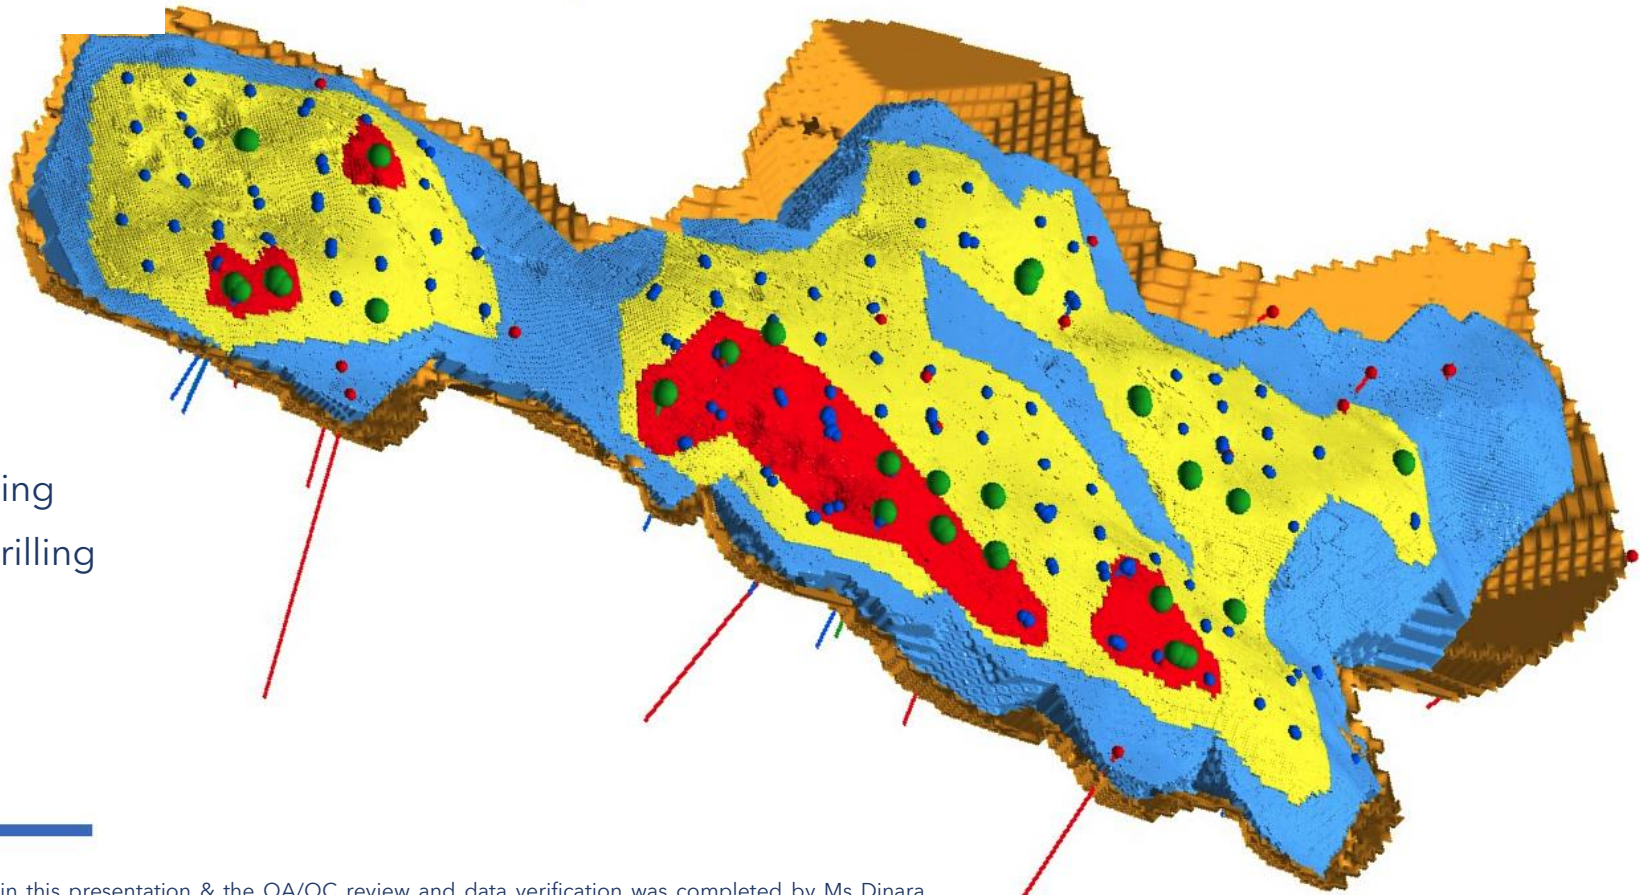 ing
rilling
in this presentation & the QA/QC review and data verification was completed by Ms Dinara